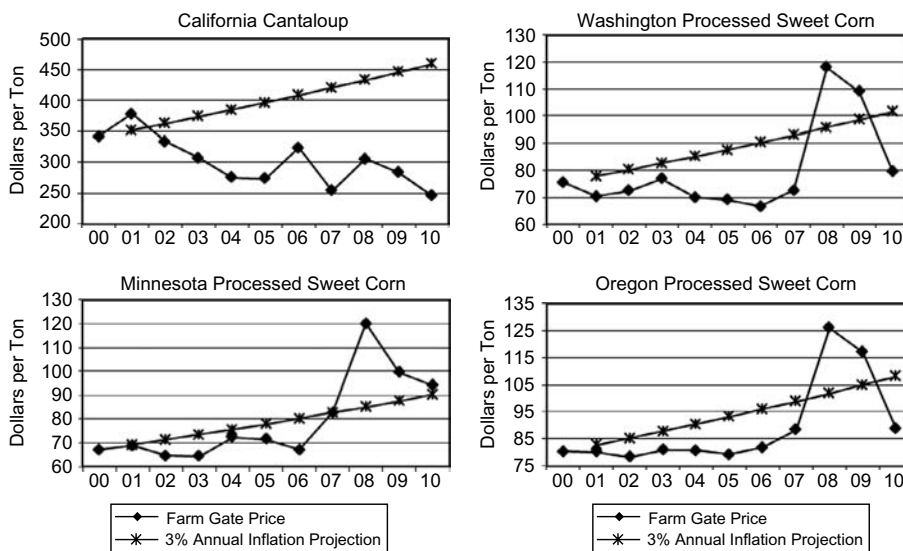 California Cantaloup
Dollars per Ton
500
450
400
350
300
250
200
00 01 02 03 04 05 06 07 08 09 10
Washington Processed Sweet Corn
Dollars per Ton
130
120
110
100
90
80
70
60
00 01 02 03 04 05 06 07 08 09 10
Minnesota Processed Sweet Corn
Dollars per Ton
130
120
110
100
90
80
70
60
00 01 02 03 04 05 06 07 08 09 10
Oregon Processed Sweet Corn
Dollars per Ton
135
125
115
105
95
85
75
00 01 02 03 04 05 06 07 08 09 10
Farm Gate Price
3% Annual Inflation Projection
Farm Gate Price
3% Annual Inflation Projection